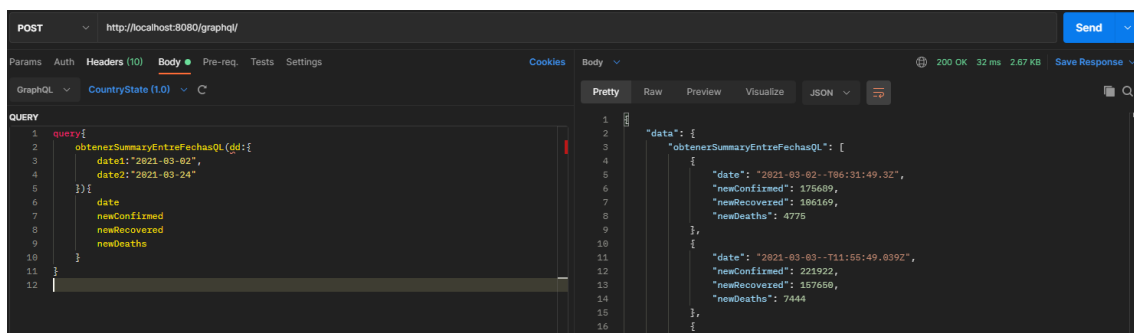 POST http://localhost:8080/graphql/ Send
Params Auth Headers (10) Body Pre-req. Tests Settings Cookies
GraphQL CountryState (1.0)
QUERY
1 query{
2 obtenerSummaryEntreFechasQL(dd:{
3 date1:"2021-03-02",
4 date2:"2021-03-24"
5 }){
6 date
7 newConfirmed
8 newRecovered
9 newDeaths
10 }
11 }
12
Body 200 OK 32 ms 2.67 KB Save Response
Pretty Raw Preview Visualize JSON
1 {
2 "data": {
3 "obtenerSummaryEntreFechasQL": [
4 {
5 "date": "2021-03-02--T06:31:49.3Z",
6 "newConfirmed": 175689,
7 "newRecovered": 106169,
8 "newDeaths": 4775
9 },
10 {
11 "date": "2021-03-03--T11:55:49.039Z",
12 "newConfirmed": 221922,
13 "newRecovered": 157650,
14 "newDeaths": 7444
15 },
16 {